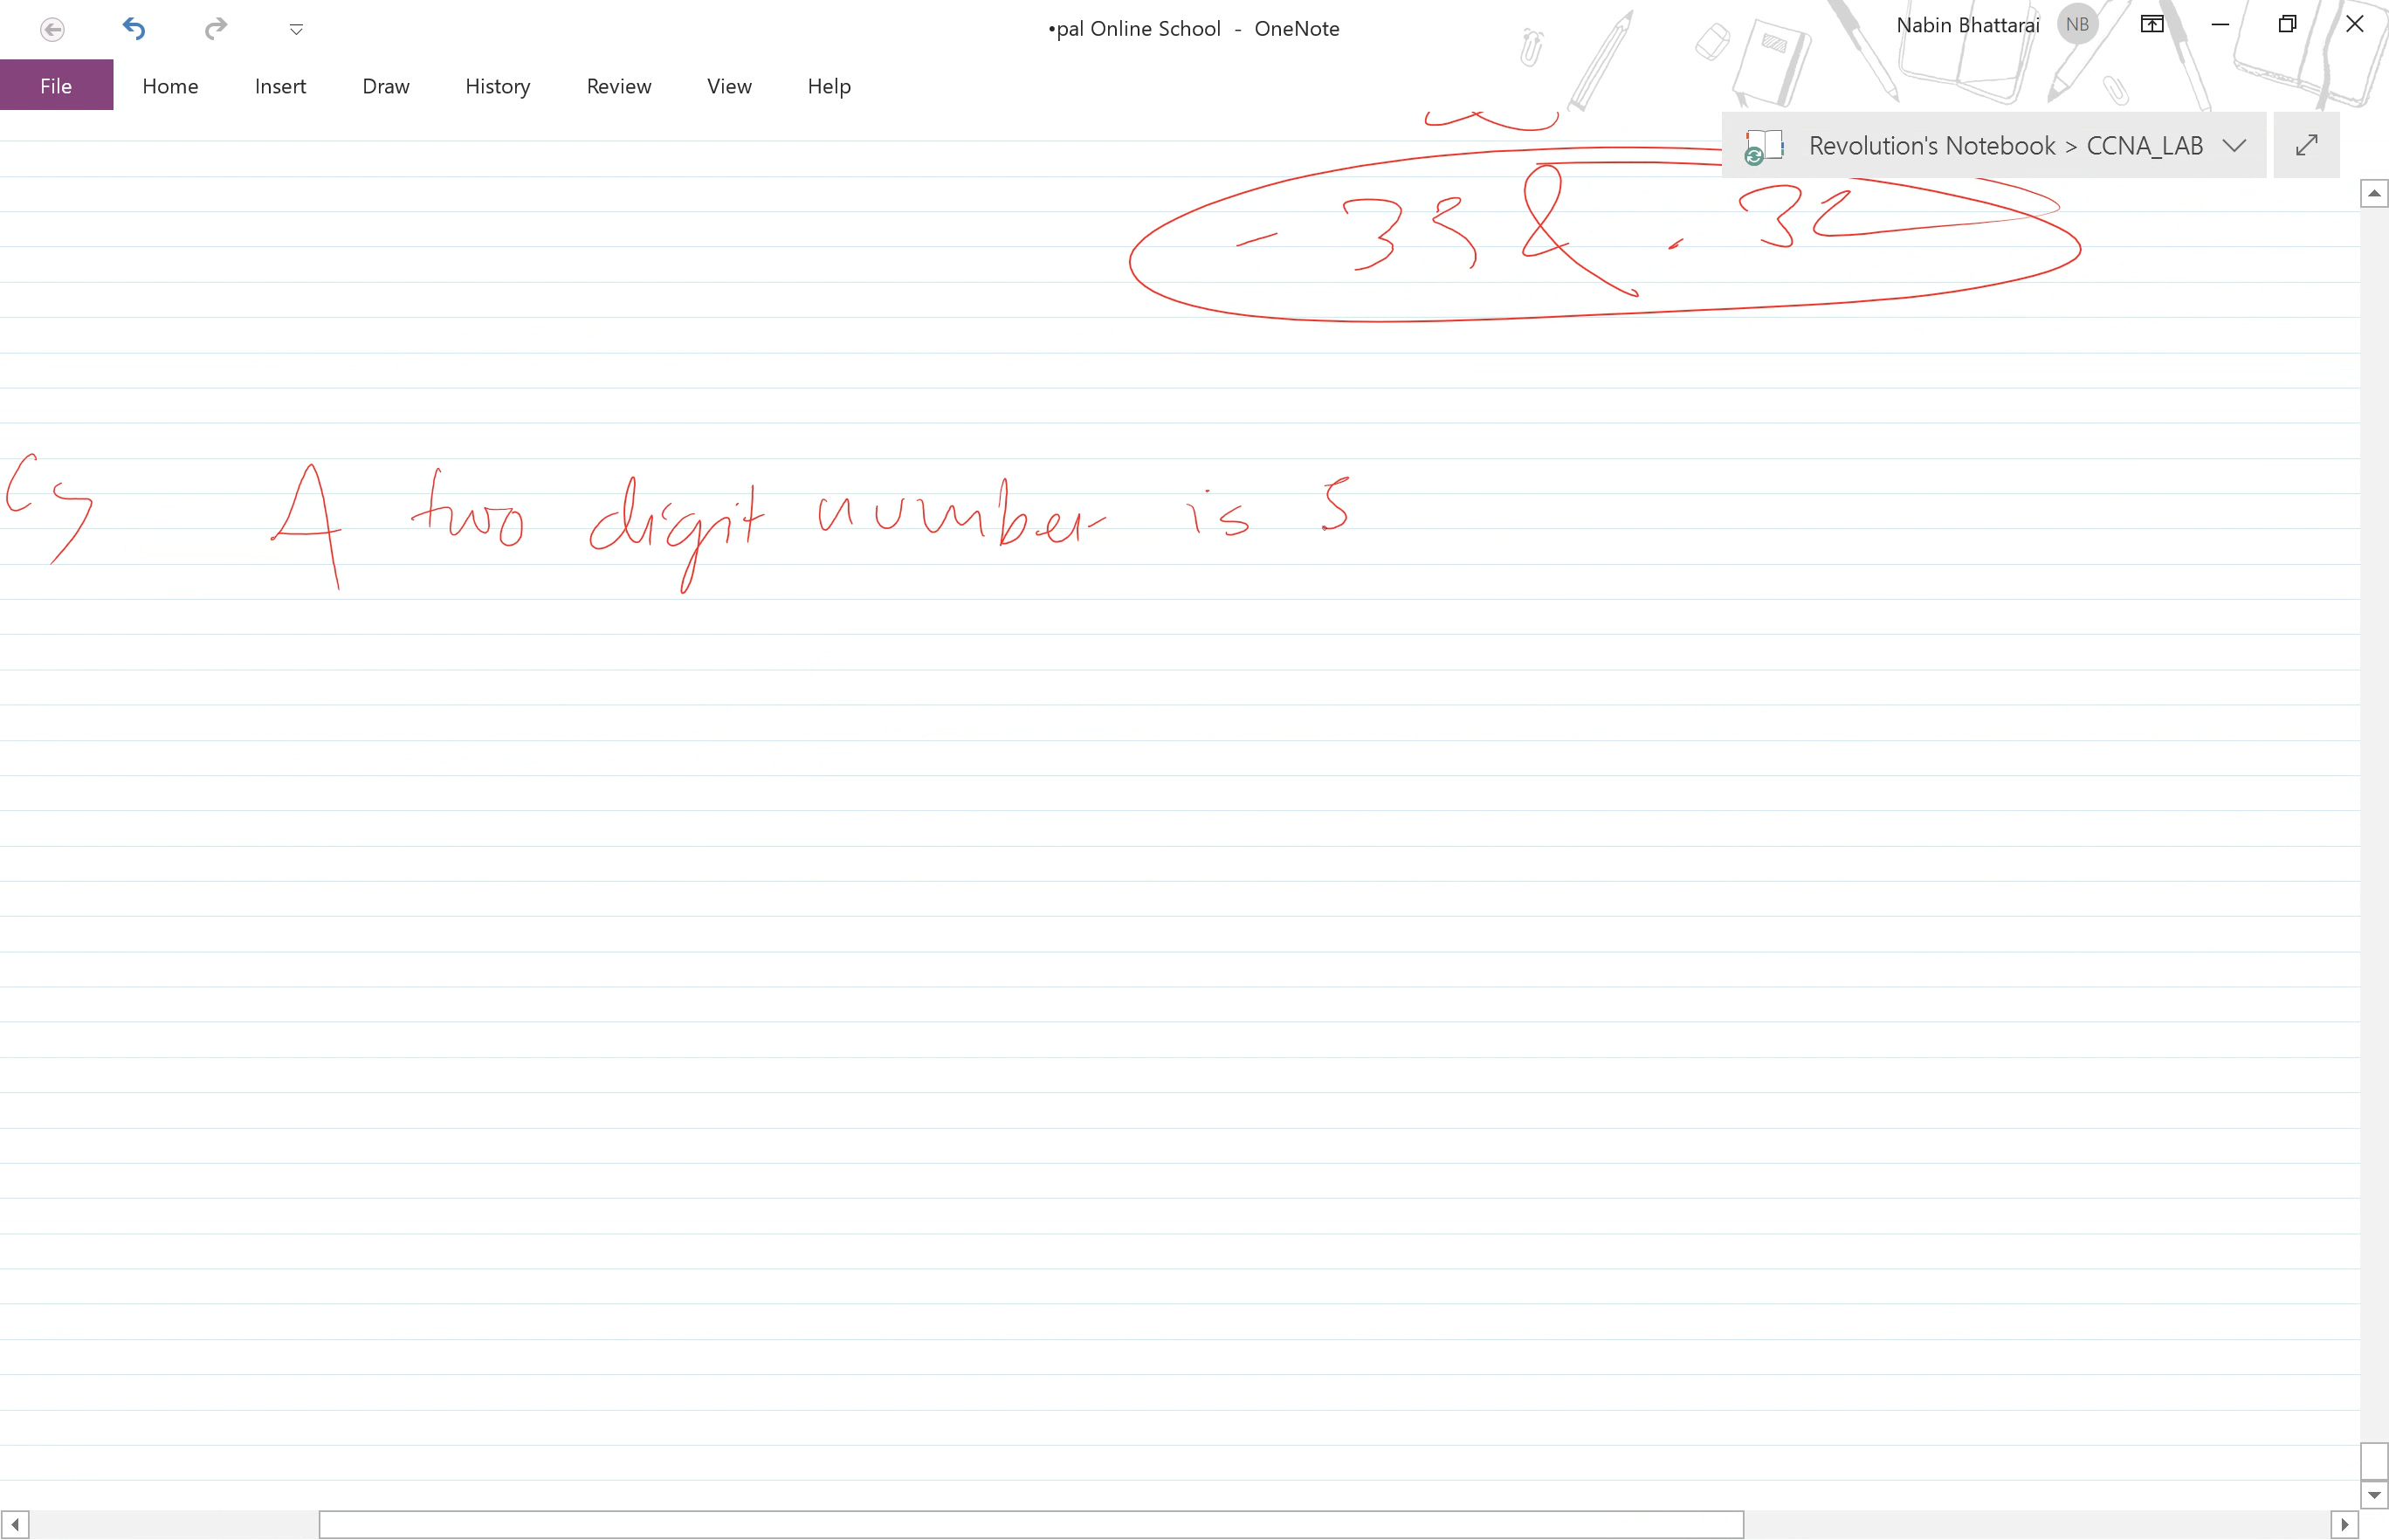 •pal Online School - OneNote
Nabin Bhattarai NB
File Home Insert Draw History Review View Help
Revolution's Notebook > CCNA_LAB
- 33 & - 32
A two digit number is 5